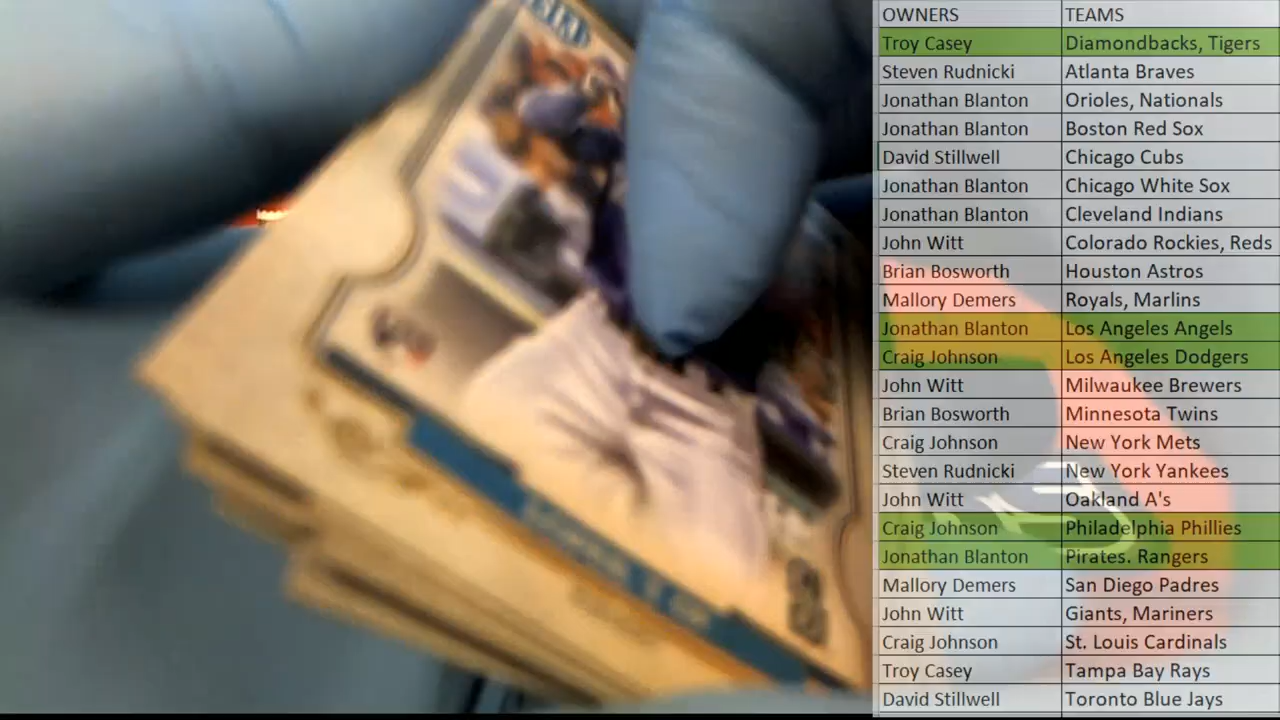 OWNERS TEAMS
Troy Casey Diamondbacks, Tigers
Steven Rudnicki Atlanta Braves
Jonathan Blanton Orioles, Nationals
Jonathan Blanton Boston Red Sox
David Stillwell Chicago Cubs
Jonathan Blanton Chicago White Sox
Jonathan Blanton Cleveland Indians
John Witt Colorado Rockies, Reds
Brian Bosworth Houston Astros
Mallory Demers Royals, Marlins
Jonathan Blanton Los Angeles Angels
Craig Johnson Los Angeles Dodgers
John Witt Milwaukee Brewers
Brian Bosworth Minnesota Twins
Craig Johnson New York Mets
Steven Rudnicki New York Yankees
John Witt Oakland A's
Craig Johnson Philadelphia Phillies
Jonathan Blanton Pirates. Rangers
Mallory Demers San Diego Padres
John Witt Giants, Mariners
Craig Johnson St. Louis Cardinals
Troy Casey Tampa Bay Rays
David Stillwell Toronto Blue Jays